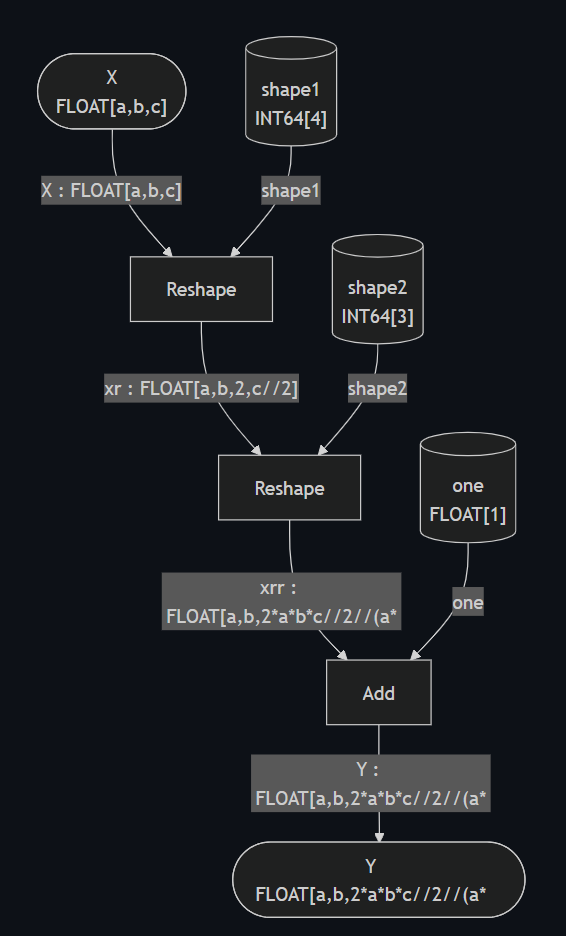 X
FLOAT[a,b,c]
shape1
INT64[4]
X : FLOAT[a,b,c]
shape1
Reshape
shape2
INT64[3]
xr : FLOAT[a,b,2,c//2]
shape2
Reshape
one
FLOAT[1]
xrr :
FLOAT[a,b,2*a*b*c//2//(a*
one
Add
Y :
FLOAT[a,b,2*a*b*c//2//(a*
Y
FLOAT[a,b,2*a*b*c//2//(a*